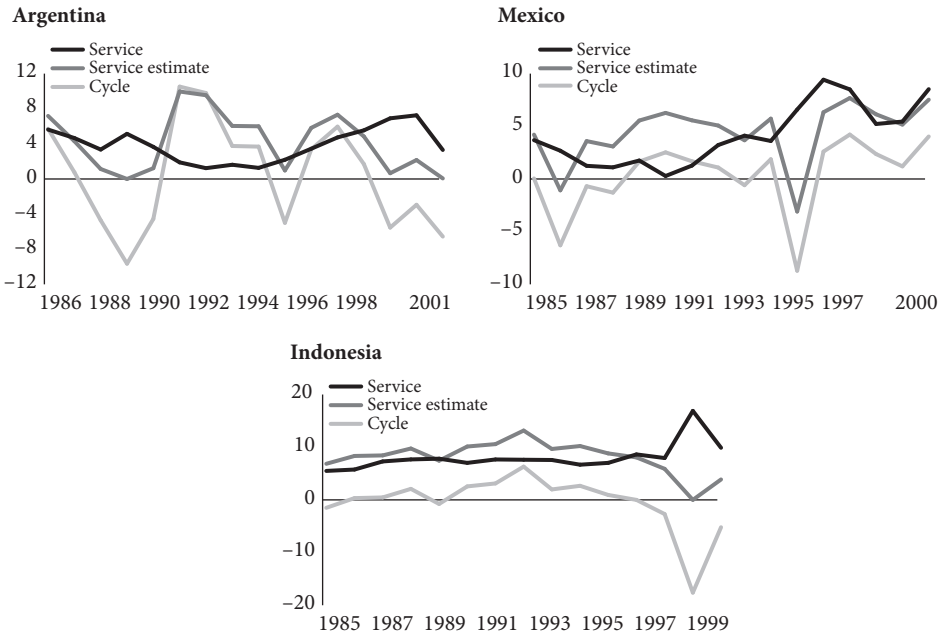 Argentina
Service
Service estimate
Cycle
12
8
4
0
–4
–8
–12
1986 1988 1990 1992 1994 1996 1998 2001
Mexico
Service
Service estimate
Cycle
10
5
0
–5
–10
1985 1987 1989 1991 1993 1995 1997 2000
Indonesia
Service
Service estimate
Cycle
20
10
0
–10
–20
1985 1987 1989 1991 1993 1995 1997 1999